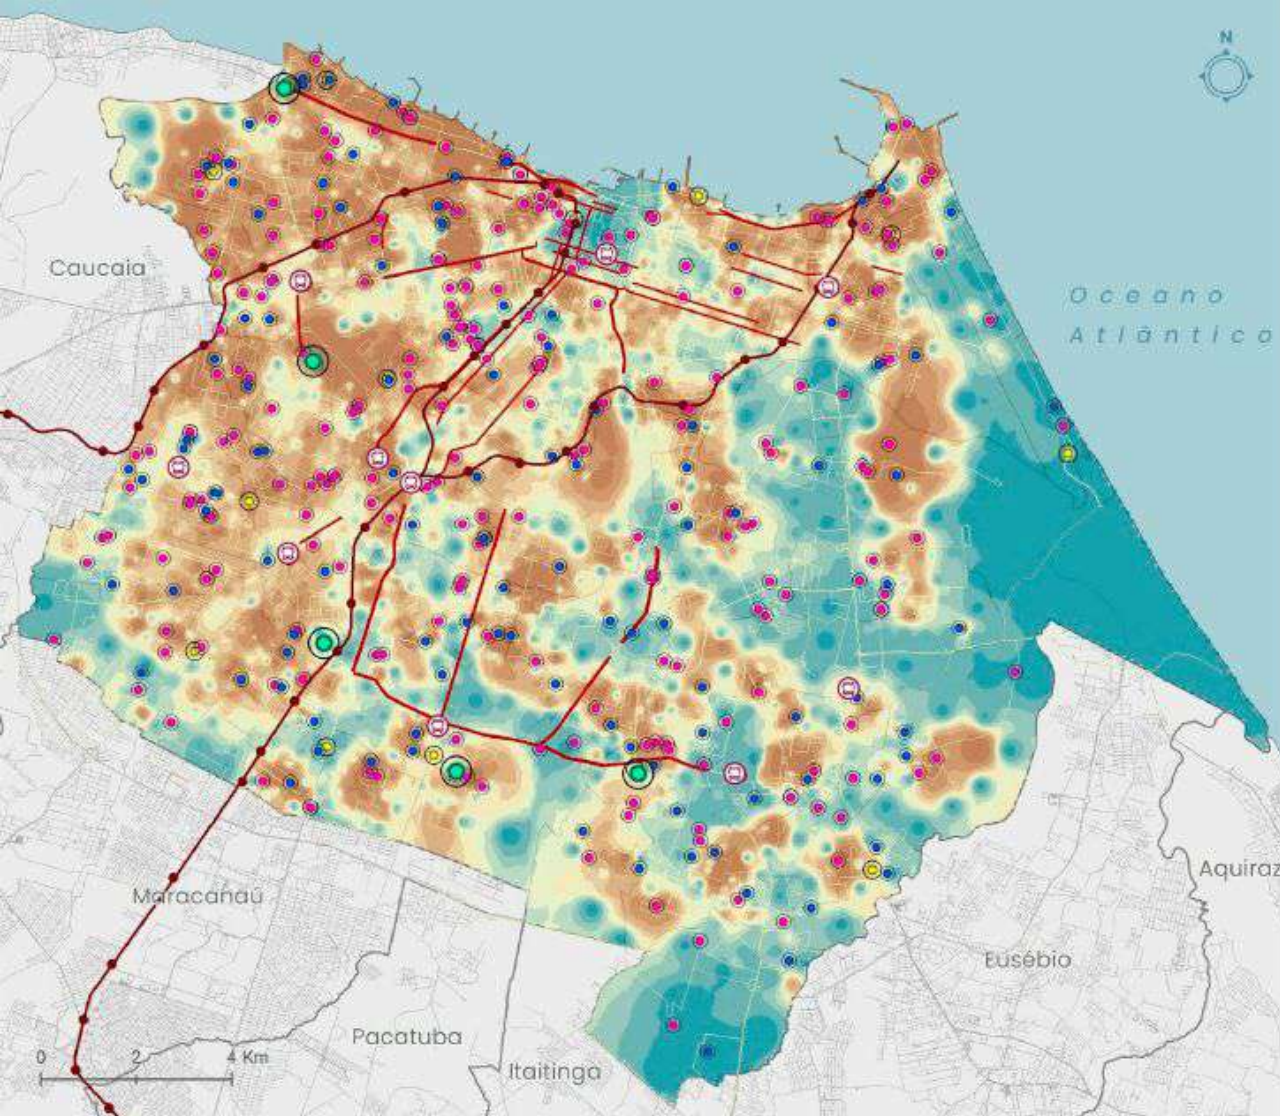 N
Caucaia
Oceano
Atlântico
Maracanaú
Aquiraz
Eusébio
Pacatuba
Itaitinga
0 2 4 Km